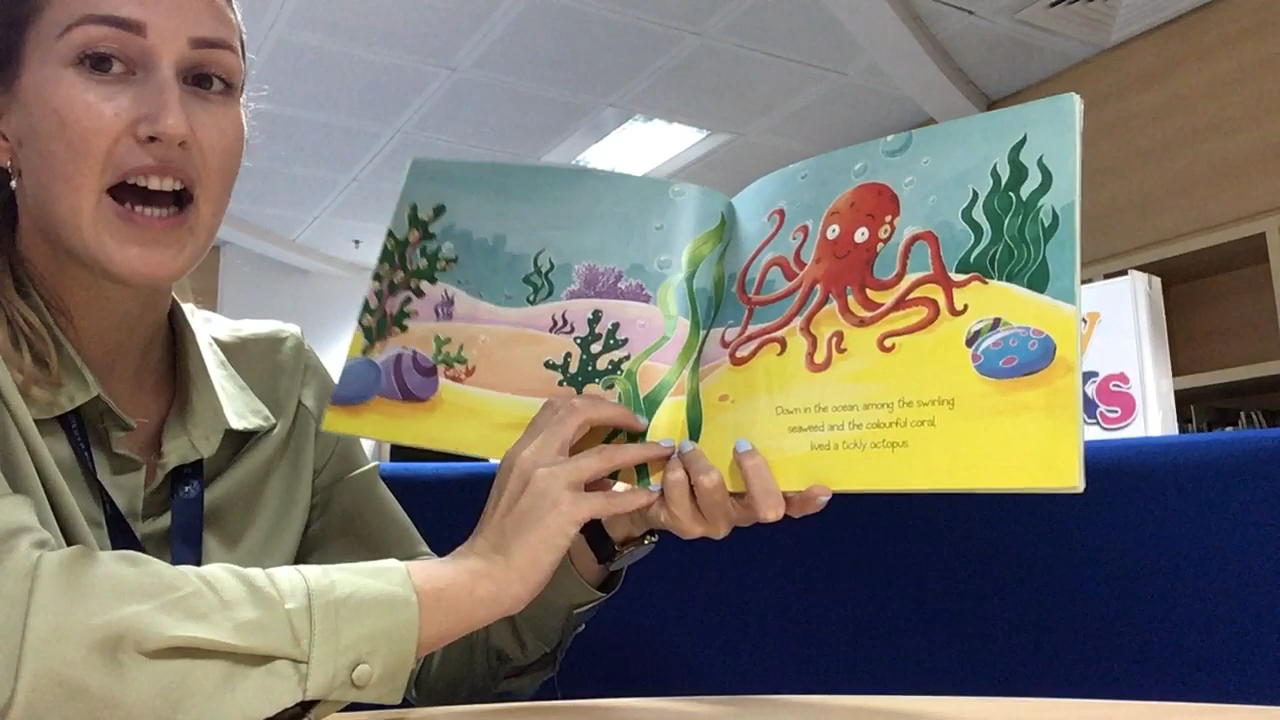 Down in the ocean, among the swirling
seaweed and the colourful coral,
lived a tickly octopus.